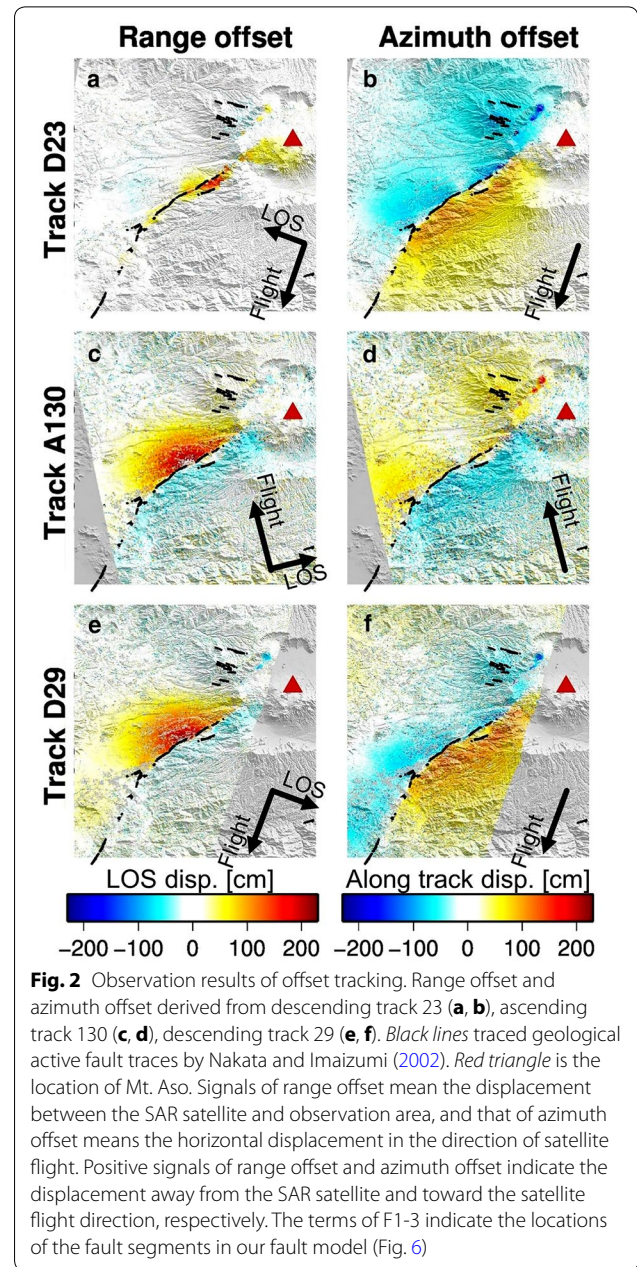 Range offset Azimuth offset
Track D23
a
b
LOS
Flight
Flight
Track A130
c
d
Flight
LOS
Flight
Track D29
e
f
LOS
Flight
Flight
LOS disp. [cm] Along track disp. [cm]
−200 −100 0 100 200 −200 −100 0 100 200
Fig. 2 Observation results of offset tracking. Range offset and
azimuth offset derived from descending track 23 (a, b), ascending
track 130 (c, d), descending track 29 (e, f). Black lines traced geological
active fault traces by Nakata and Imaizumi (2002). Red triangle is the
location of Mt. Aso. Signals of range offset mean the displacement
between the SAR satellite and observation area, and that of azimuth
offset means the horizontal displacement in the direction of satellite
flight. Positive signals of range offset and azimuth offset indicate the
displacement away from the SAR satellite and toward the satellite
flight direction, respectively. The terms of F1-3 indicate the locations
of the fault segments in our fault model (Fig. 6)